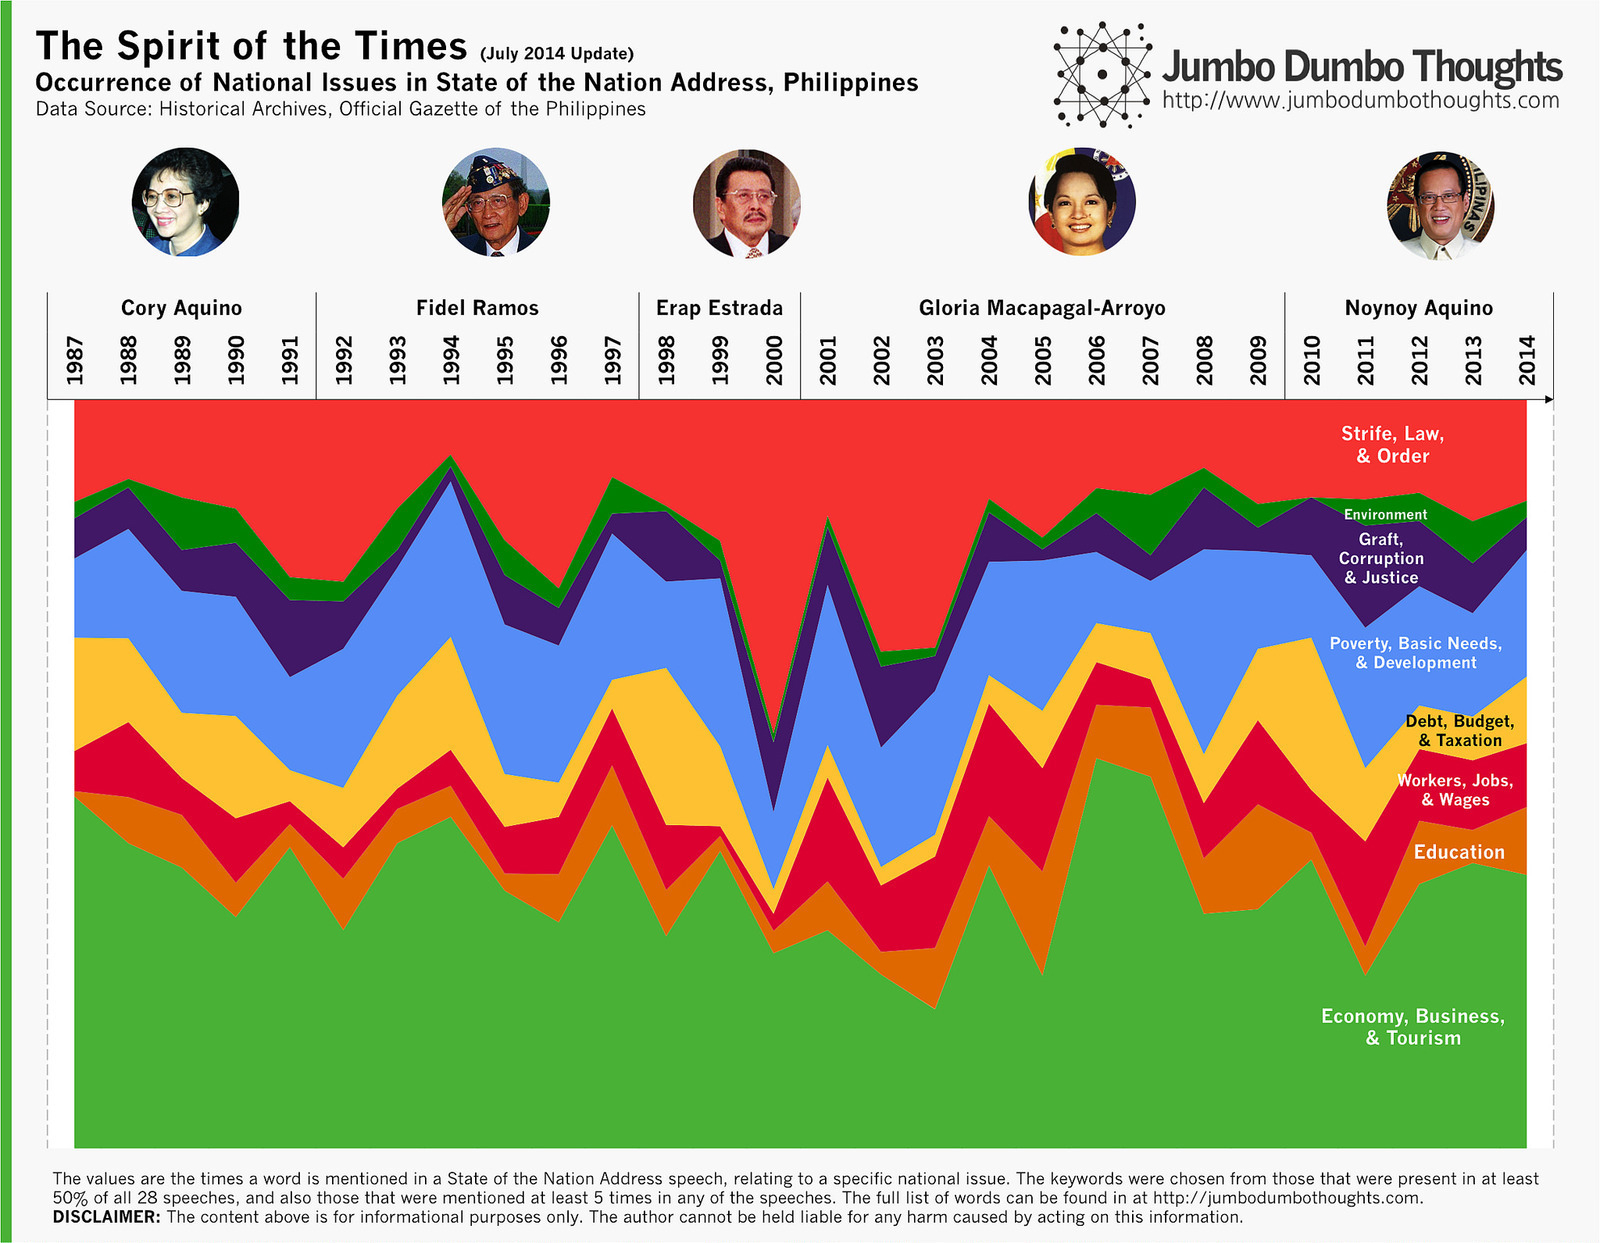 The Spirit of the Times (July 2014 Update)
Occurrence of National Issues in State of the Nation Address, Philippines
Data Source: Historical Archives, Official Gazette of the Philippines
Jumbo Dumbo Thoughts
http://www.jumbodumbothoughts.com
ILIPINAS
Cory Aquino
Fidel Ramos
Erap Estrada
Gloria Macapagal-Arroyo
Noynoy Aquino
1987
1988
1989
1990
1991
1992
1993
1994
1995
1996
1997
1998
1999
2000
2001
2002
2003
2004
2005
2006
2007
2008
2009
2010
2011
2012
2013
2014
Strife, Law,
& Order
Environment
Graft,
Corruption
& Justice
Poverty, Basic Needs,
& Development
Debt, Budget,
& Taxation
Workers, Jobs,
& Wages
Education
Economy, Business,
& Tourism
The values are the times a word is mentioned in a State of the Nation Address speech, relating to a specific national issue. The keywords were chosen from those that were present in at least
50% of all 28 speeches, and also those that were mentioned at least 5 times in any of the speeches. The full list of words can be found in at http://jumbodumbothoughts.com.
DISCLAIMER: The content above is for informational purposes only. The author cannot be held liable for any harm caused by acting on this information.